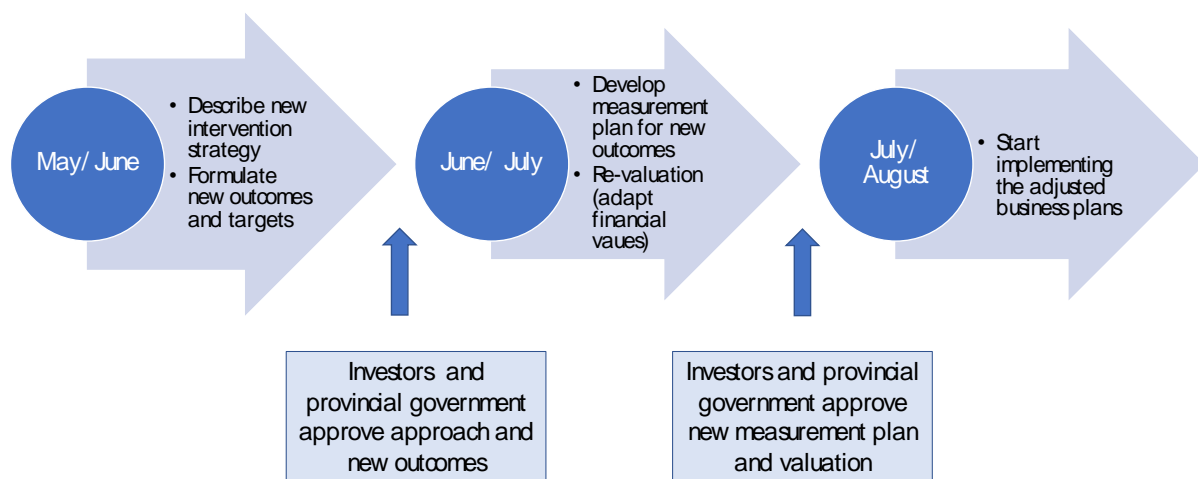 May/ June
• Describe new
intervention
strategy
• Formulate
new outcomes
and targets
June/ July
• Develop
measurement
plan for new
outcomes
• Re-valuation
(adapt
financial
vaues)
July/
August
• Start
implementing
the adjusted
business plans
Investors and
provincial government
approve approach and
new outcomes
Investors and provincial
government approve
new measurement plan
and valuation